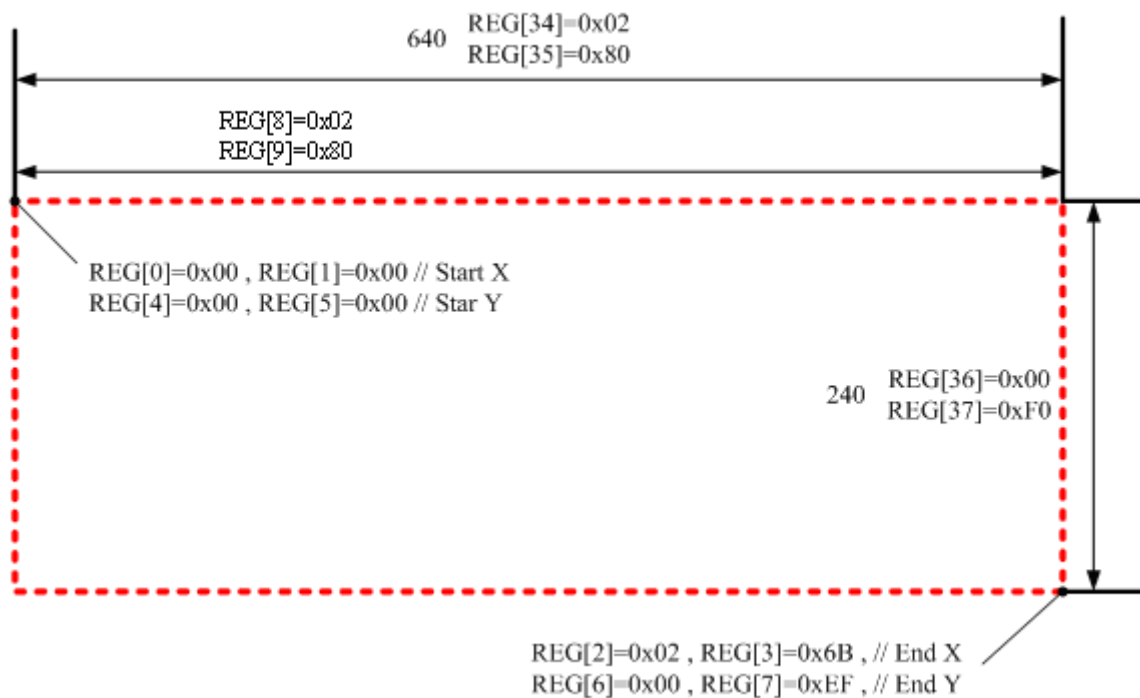 640 REG[34]=0x02
REG[35]=0x80
REG[8]=0x02
REG[9]=0x80
REG[0]=0x00 , REG[1]=0x00 // Start X
REG[4]=0x00 , REG[5]=0x00 // Star Y
240 REG[36]=0x00
REG[37]=0xF0
REG[2]=0x02 , REG[3]=0x6B , // End X
REG[6]=0x00 , REG[7]=0xEF // End Y